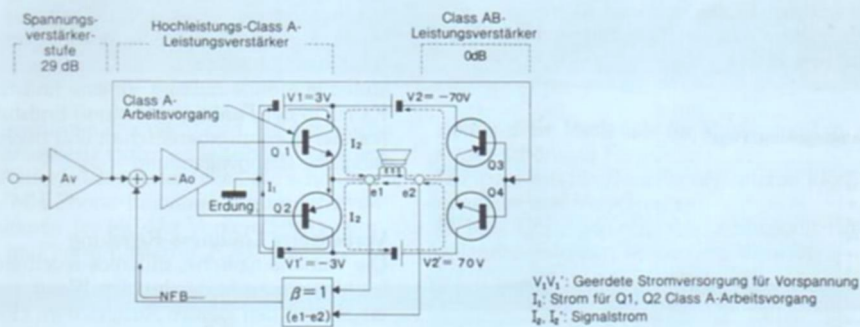 Spannungs-
verstärker-
stufe
29 dB
Hochleistungs-Class A-
Leistungsverstärker
Class AB-
Leistungsverstärker
0dB
Class A-
Arbeitsvorgang
V1=3V
V2=-70V
Q1
I₂
Q3
Av
-Ao
I₁
e1
e2
Q4
Erdung
Q2
I₂
V1'=-3V
V2'=70V
NFB
β=1
(e1-e2)
V₁V₁': Geerdete Stromversorgung für Vorspannung
I₁: Strom für Q1, Q2 Class A-Arbeitsvorgang
I₂, I₂': Signalstrom